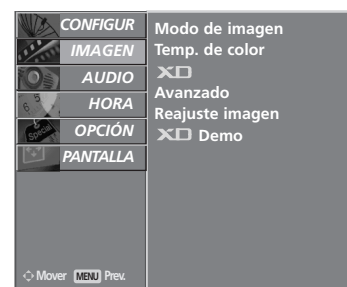 CONFIGUR
IMAGEN
AUDIO
HORA
OPCIÓN
Special
PANTALLA
Modo de imagen
Temp. de color
XD
Avanzado
Reajuste imagen
XD Demo
Mover MENU Prev.